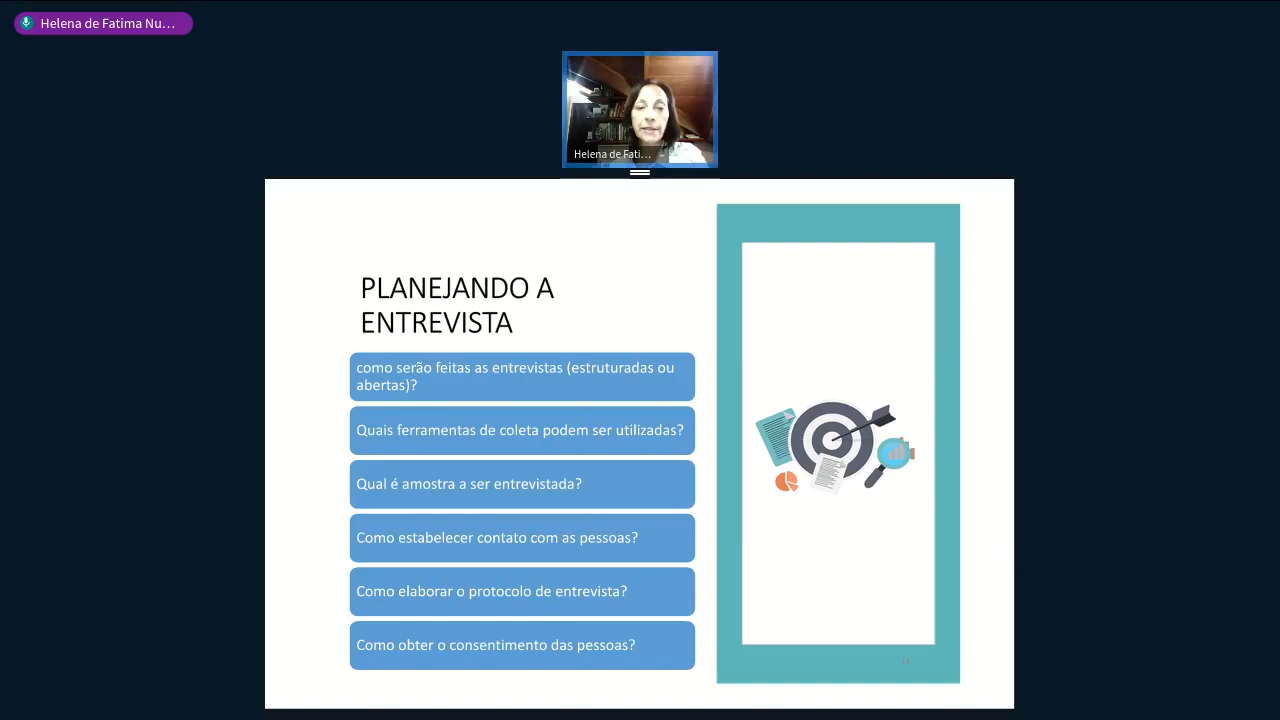 Helena de Fatima Nu...
Helena de Fati...
PLANEJANDO A
ENTREVISTA
como serão feitas as entrevistas (estruturadas ou
abertas)?
Quais ferramentas de coleta podem ser utilizadas?
Qual é amostra a ser entrevistada?
Como estabelecer contato com as pessoas?
Como elaborar o protocolo de entrevista?
Como obter o consentimento das pessoas?